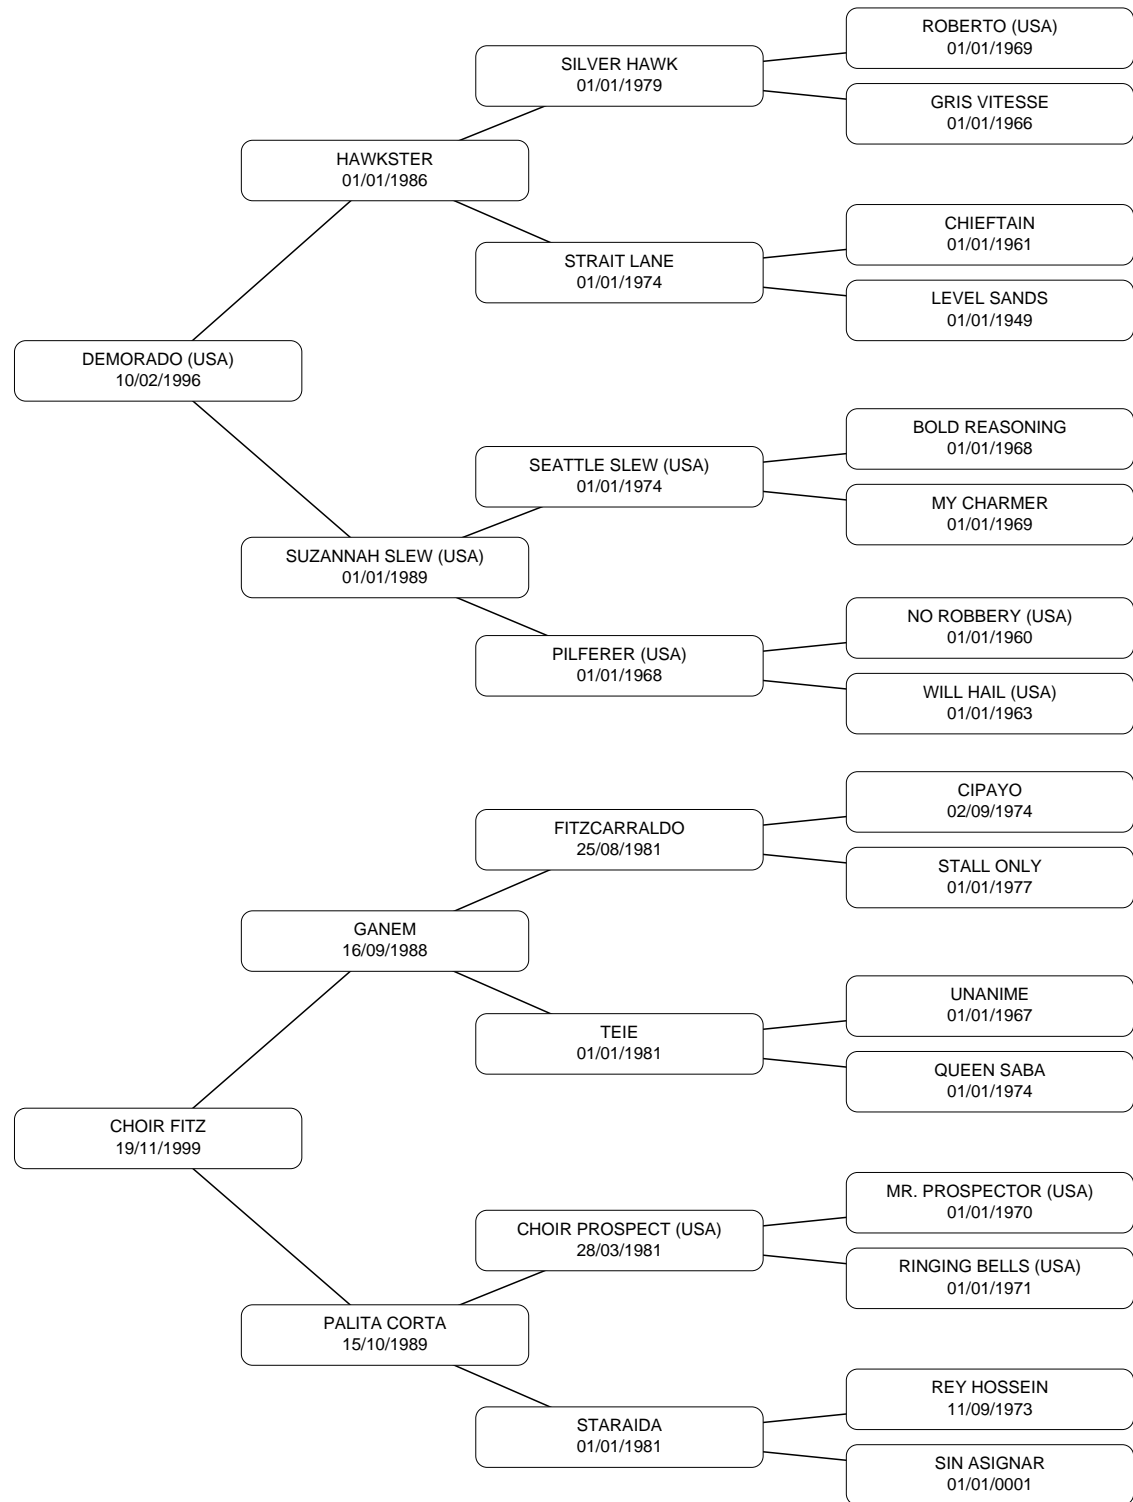 ROBERTO (USA)
01/01/1969
SILVER HAWK
01/01/1979
GRIS VITESSE
01/01/1966
HAWKSTER
01/01/1986
CHIEFTAIN
01/01/1961
STRAIT LANE
01/01/1974
LEVEL SANDS
01/01/1949
DEMORADO (USA)
10/02/1996
BOLD REASONING
01/01/1968
SEATTLE SLEW (USA)
01/01/1974
MY CHARMER
01/01/1969
SUZANNAH SLEW (USA)
01/01/1989
NO ROBBERY (USA)
01/01/1960
PILFERER (USA)
01/01/1968
WILL HAIL (USA)
01/01/1963
CIPAYO
02/09/1974
FITZCARRALDO
25/08/1981
STALL ONLY
01/01/1977
GANEM
16/09/1988
UNANIME
01/01/1967
TEIE
01/01/1981
QUEEN SABA
01/01/1974
CHOIR FITZ
19/11/1999
MR. PROSPECTOR (USA)
01/01/1970
CHOIR PROSPECT (USA)
28/03/1981
RINGING BELLS (USA)
01/01/1971
PALITA CORTA
15/10/1989
REY HOSSEIN
11/09/1973
STARAIDA
01/01/1981
SIN ASIGNAR
01/01/0001